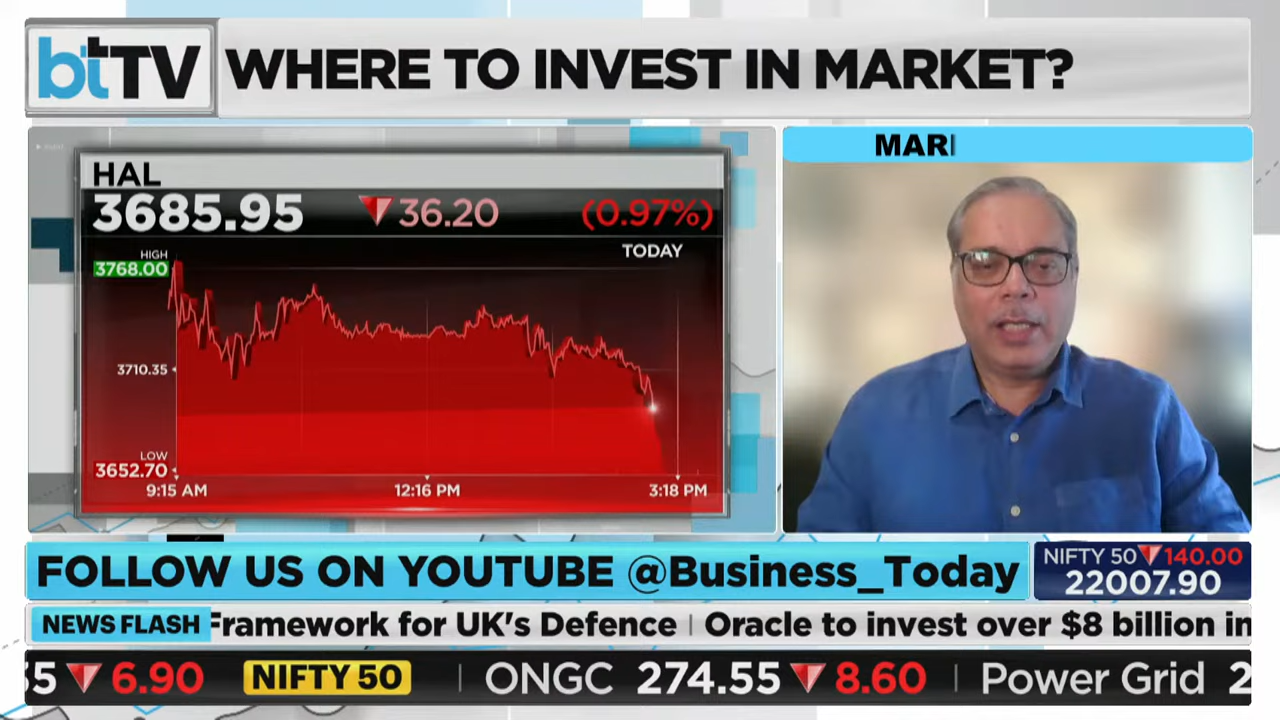 btTV
WHERE TO INVEST IN MARKET?
HAL
3685.95 36.20 (0.97%)
TODAY
HIGH
3768.00
3710.35
LOW
3652.70
9:15 AM 12:16 PM 3:18 PM
MARI
FOLLOW US ON YOUTUBE @Business_Today
NIFTY 50 140.00
22007.90
NEWS FLASH Framework for UK's Defence | Oracle to invest over $8 billion in
55 6.90 NIFTY 50 | ONGC 274.55 8.60 | Power Grid 2